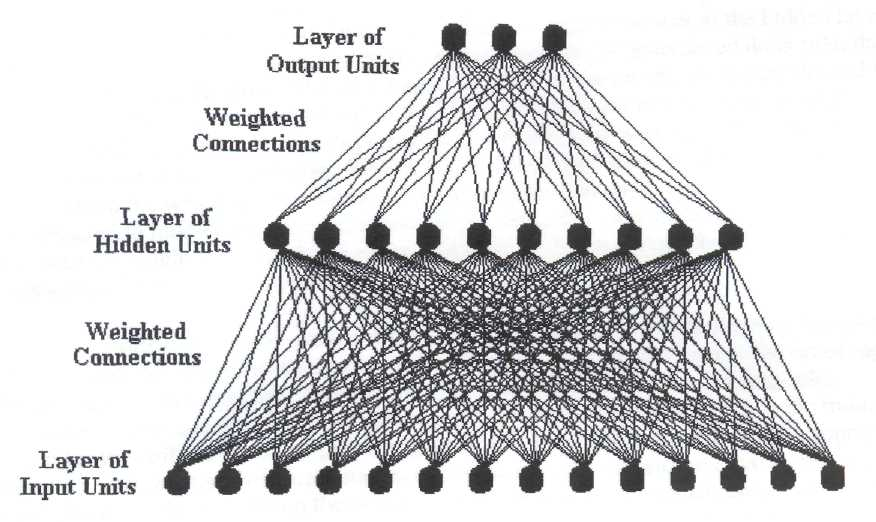 Layer of
Output Units
Weighted
Connections
Layer of
Hidden Units
Weighted
Connections
Layer of
Input Units